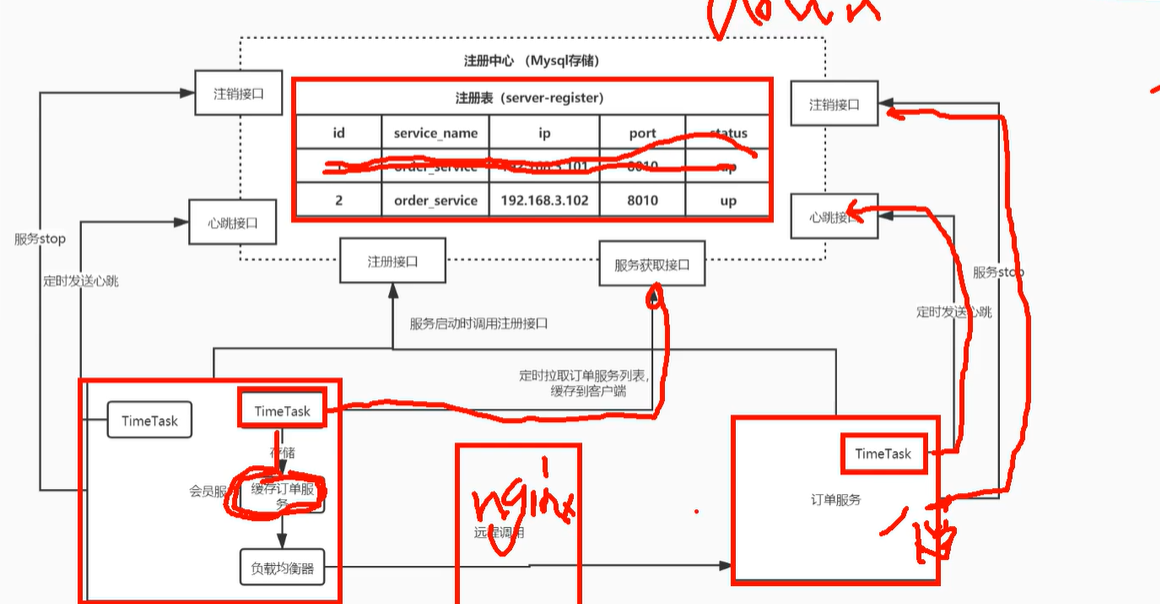 注册中心 （Mysql存储）
注销接口
注册表（server-register）
注销接口
id service_name ip port status
1 order_service 192.168.3.101 8010 up
2 order_service 192.168.3.102 8010 up
心跳接口
心跳接口
服务stop
注册接口
服务获取接口
服务stop
定时发送心跳
定时发送心跳
服务启动时调用注册接口
定时拉取订单服务列表，
缓存到客户端
TimeTask
TimeTask
TimeTask
存储
会员服
缓存订单服
务
nginx
远程调用
订单服务
负载均衡器